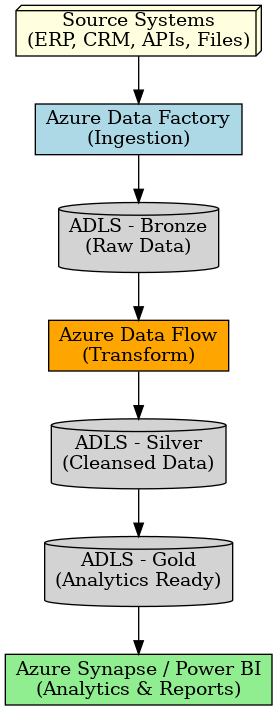 Source Systems
(ERP, CRM, APIs, Files)
Azure Data Factory
(Ingestion)
ADLS - Bronze
(Raw Data)
Azure Data Flow
(Transform)
ADLS - Silver
(Cleansed Data)
ADLS - Gold
(Analytics Ready)
Azure Synapse / Power BI
(Analytics & Reports)